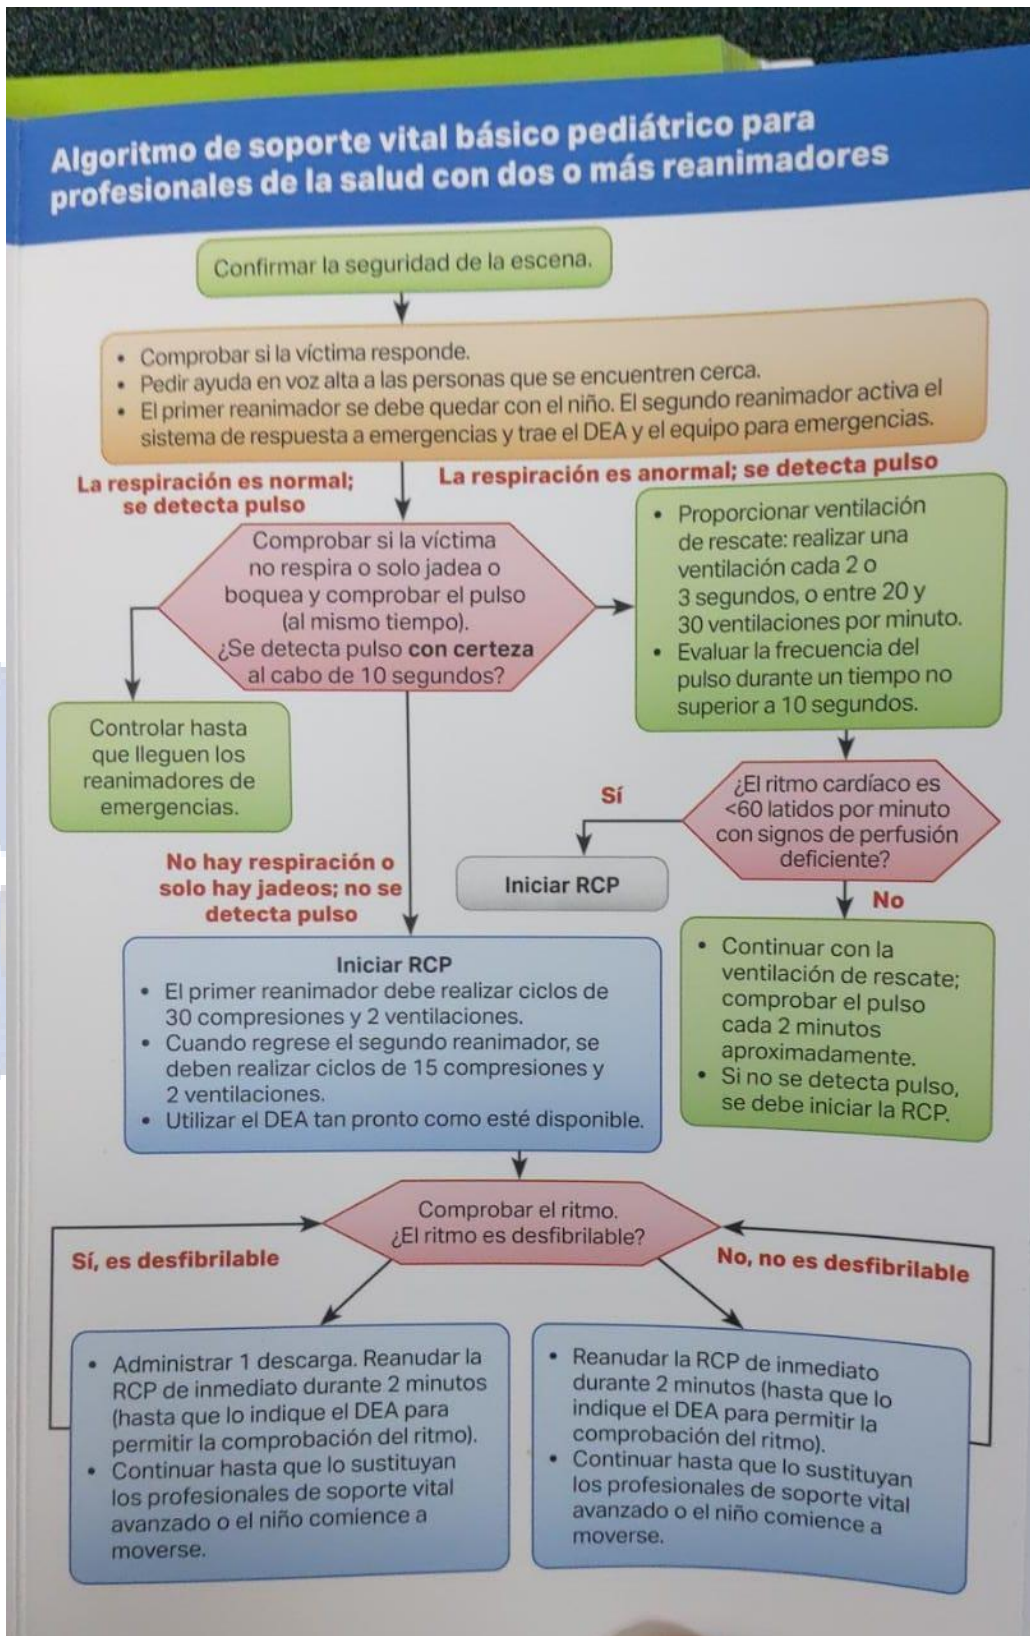 Algoritmo de soporte vital básico pediátrico para
profesionales de la salud con dos o más reanimadores
Confirmar la seguridad de la escena.
• Comprobar si la víctima responde.
• Pedir ayuda en voz alta a las personas que se encuentren cerca.
• El primer reanimador se debe quedar con el niño. El segundo reanimador activa el
sistema de respuesta a emergencias y trae el DEA y el equipo para emergencias.
La respiración es normal;
se detecta pulso
La respiración es anormal; se detecta pulso
Comprobar si la víctima
no respira o solo jadea o
boquea y comprobar el pulso
(al mismo tiempo).
¿Se detecta pulso con certeza
al cabo de 10 segundos?
• Proporcionar ventilación
de rescate: realizar una
ventilación cada 2 o
3 segundos, o entre 20 y
30 ventilaciones por minuto.
• Evaluar la frecuencia del
pulso durante un tiempo no
superior a 10 segundos.
Controlar hasta
que lleguen los
reanimadores de
emergencias.
¿El ritmo cardíaco es
<60 latidos por minuto
con signos de perfusión
deficiente?
Sí
Iniciar RCP
No
No hay respiración o
solo hay jadeos; no se
detecta pulso
• Continuar con la
ventilación de rescate;
comprobar el pulso
cada 2 minutos
aproximadamente.
• Si no se detecta pulso,
se debe iniciar la RCP.
Iniciar RCP
• El primer reanimador debe realizar ciclos de
30 compresiones y 2 ventilaciones.
• Cuando regrese el segundo reanimador, se
deben realizar ciclos de 15 compresiones y
2 ventilaciones.
• Utilizar el DEA tan pronto como esté disponible.
Comprobar el ritmo.
¿El ritmo es desfibrilable?
Sí, es desfibrilable
No, no es desfibrilable
• Administrar 1 descarga. Reanudar la
RCP de inmediato durante 2 minutos
(hasta que lo indique el DEA para
permitir la comprobación del ritmo).
• Continuar hasta que lo sustituyan
los profesionales de soporte vital
avanzado o el niño comience a
moverse.
• Reanudar la RCP de inmediato
durante 2 minutos (hasta que lo
indique el DEA para permitir la
comprobación del ritmo).
• Continuar hasta que lo sustituyan
los profesionales de soporte vital
avanzado o el niño comience a
moverse.